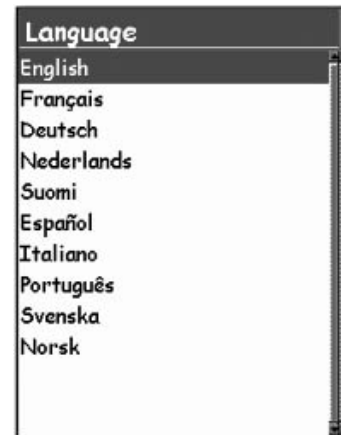 Language
English
Français
Deutsch
Nederlands
Suomi
Español
Italiano
Português
Svenska
Norsk